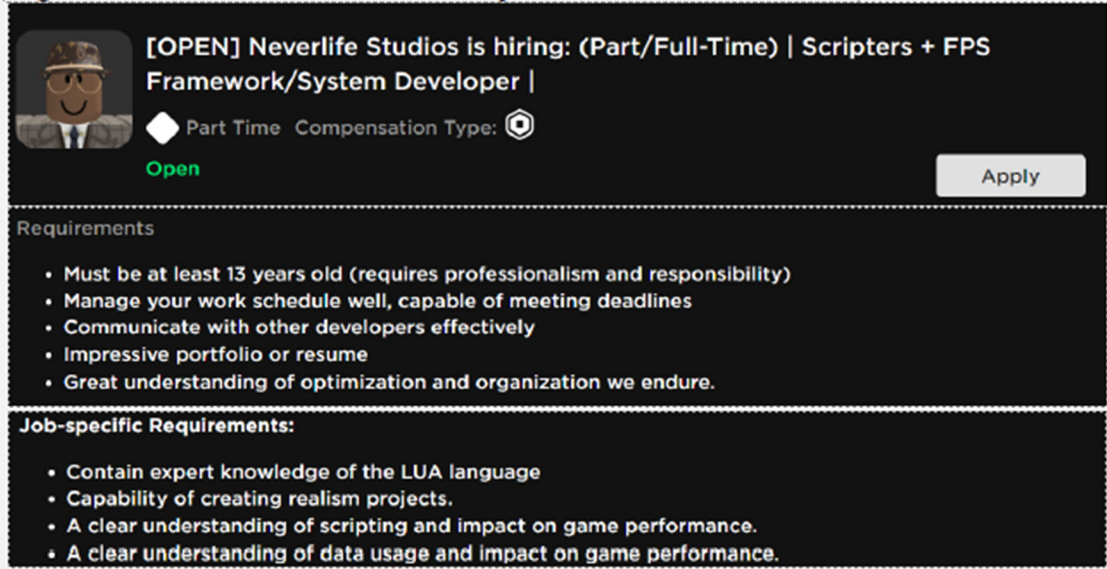 [OPEN] Neverlife Studios is hiring: (Part/Full-Time) | Scripters + FPS
Framework/System Developer |
Part Time Compensation Type:
Open
Apply
Requirements
• Must be at least 13 years old (requires professionalism and responsibility)
• Manage your work schedule well, capable of meeting deadlines
• Communicate with other developers effectively
• Impressive portfolio or resume
• Great understanding of optimization and organization we endure.
Job-specific Requirements:
• Contain expert knowledge of the LUA language
• Capability of creating realism projects.
• A clear understanding of scripting and impact on game performance.
• A clear understanding of data usage and impact on game performance.